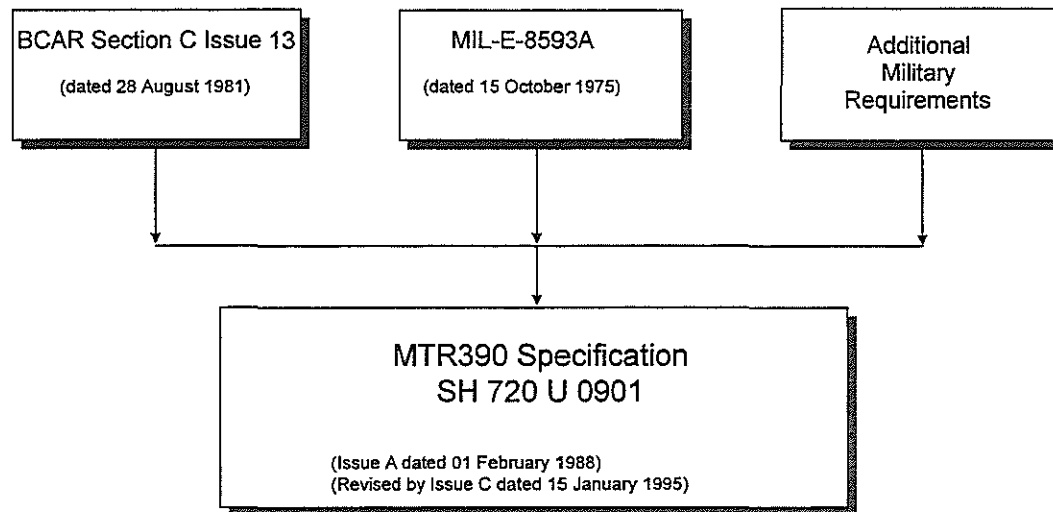 BCAR Section C Issue 13
(dated 28 August 1981)
MIL-E-8593A
(dated 15 October 1975)
Additional
Military
Requirements
MTR390 Specification
SH 720 U 0901
(Issue A dated 01 February 1988)
(Revised by Issue C dated 15 January 1995)